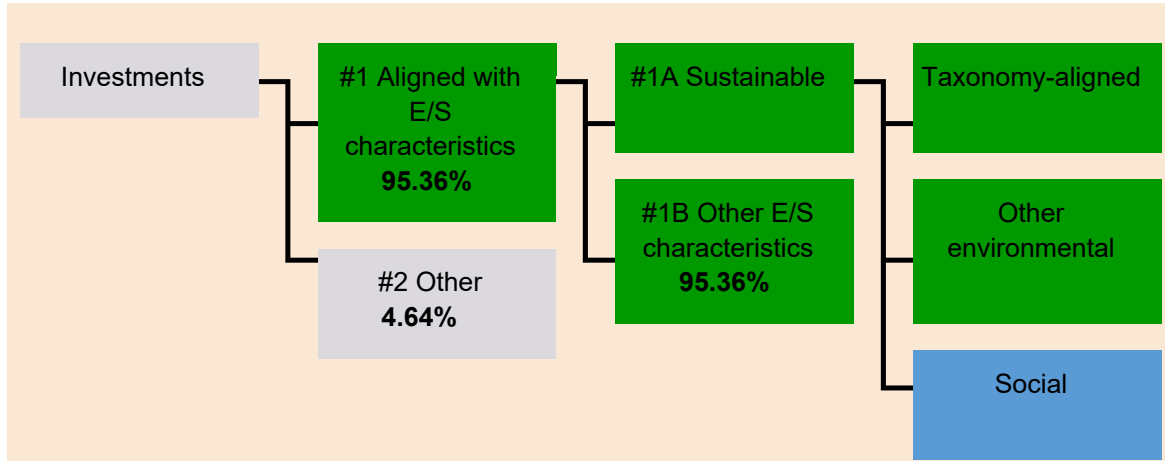 Investments
#1 Aligned with
E/S
characteristics
95.36%
#2 Other
4.64%
#1A Sustainable
#1B Other E/S
characteristics
95.36%
Taxonomy-aligned
Other
environmental
Social